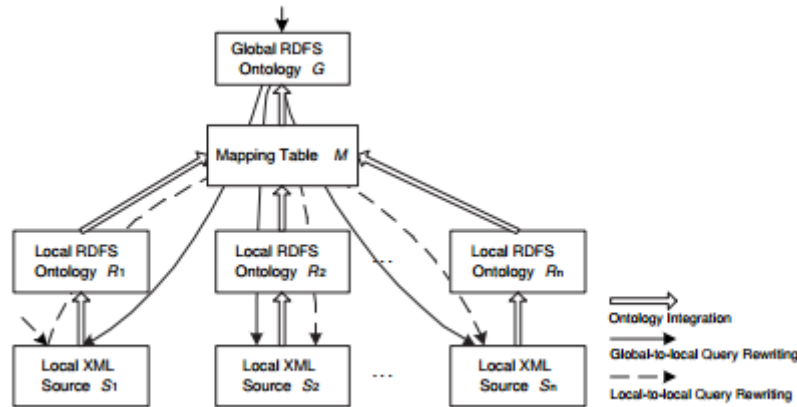 Global RDFS
Ontology G
Mapping Table M
Local RDFS
Ontology R1
Local RDFS
Ontology R2
...
Local RDFS
Ontology Rn
Local XML
Source S1
Local XML
Source S2
...
Local XML
Source Sn
Ontology Integration
Global-to-local Query Rewriting
Local-to-local Query Rewriting